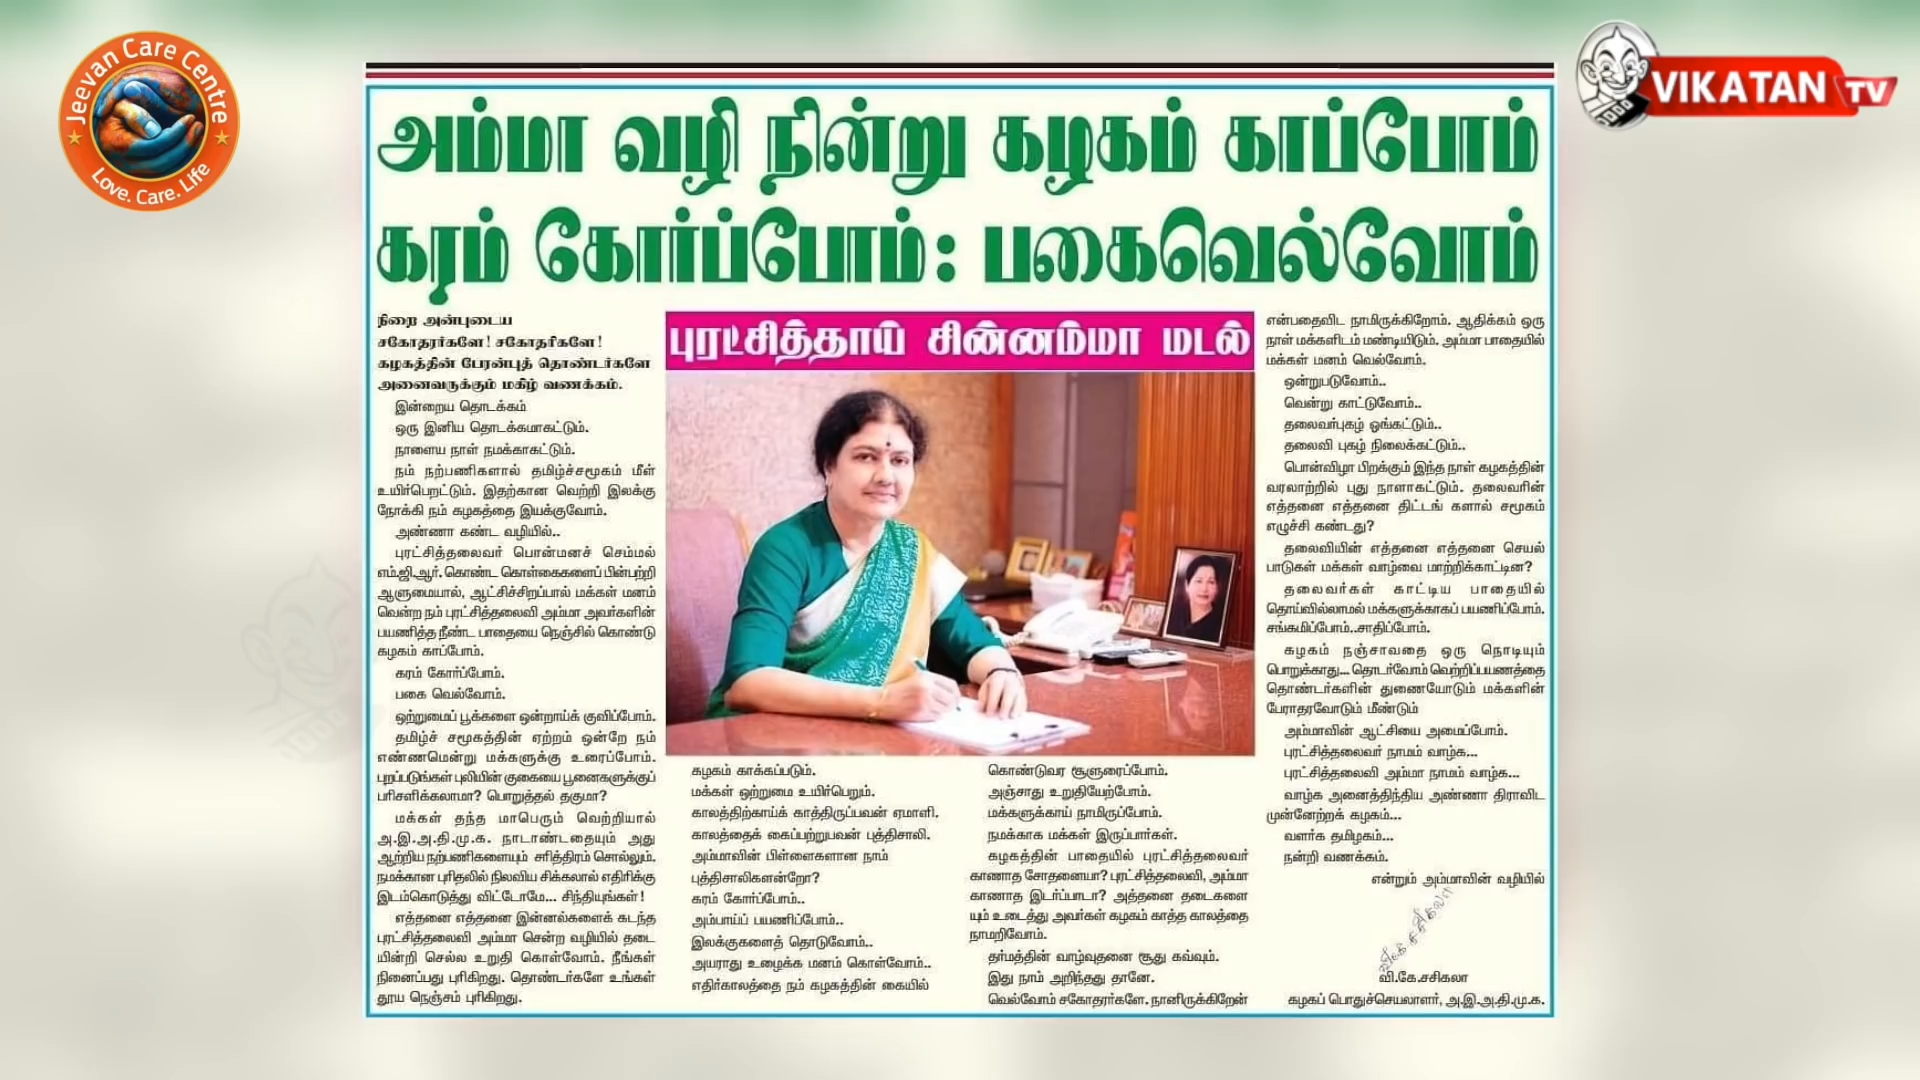 Jeevan Care Centre
Love. Care. Life
VIKATAN TV
அம்மா வழி நின்று கழகம் காப்போம்
கரம் கோர்ப்போம்: பகைவெல்வோம்
நிறை அன்புடைய
சகோதரர்களே! சகோதரிகளே!
கழகத்தின் பேரன்புத் தொண்டர்களே
அனைவருக்கும் மகிழ் வணக்கம்.
இன்றைய தொடக்கம்
ஒரு இனிய தொடக்கமாகட்டும்.
நாளைய நாள் நமக்காகட்டும்.
நம் நற்பணிகளால் தமிழ்ச்சமூகம் மீள்
உயிர்பெறட்டும். இதற்கான வெற்றி இலக்கு
நோக்கி நம் கழகத்தை இயக்குவோம்.
அண்ணா கண்ட வழியில்..
புரட்சித்தலைவர் பொன்மனச் செம்மல்
எம்.ஜி.ஆர். கொண்ட கொள்கைகளைப் பின்பற்றி
ஆளுமையால், ஆட்சிச்சிறப்பால் மக்கள் மனம்
வென்ற நம் புரட்சித்தலைவி அம்மா அவர்களின்
பயணித்த நீண்ட பாதையை நெஞ்சில் கொண்டு
கழகம் காப்போம்.
கரம் கோர்ப்போம்.
பகை வெல்வோம்.
ஒற்றுமைப் பூக்களை ஒன்றாய்க் குவிப்போம்.
தமிழ்ச் சமூகத்தின் ஏற்றம் ஒன்றே நம்
எண்ணமென்று மக்களுக்கு உரைப்போம்.
புறப்படுங்கள் புலியின் குகையை பூனைகளுக்குப்
பரிசளிக்கலாமா? பொறுத்தல் தகுமா?
மக்கள் தந்த மாபெரும் வெற்றியால்
அ.இ.அ.தி.மு.க. நாடாண்டதையும் அது
ஆற்றிய நற்பணிகளையும் சரித்திரம் சொல்லும்.
நமக்கான புரிதலில் நிலவிய சிக்கலால் எதிரிக்கு
இடம்கொடுத்து விட்டோமே... சிந்தியுங்கள்!
எத்தனை எத்தனை இன்னல்களைக் கடந்த
புரட்சித்தலைவி அம்மா சென்ற வழியில் தடை
யின்றி செல்ல உறுதி கொள்வோம். நீங்கள்
நினைப்பது புரிகிறது. தொண்டர்களே உங்கள்
தூய நெஞ்சம் புரிகிறது.
புரட்சித்தாய் சின்னம்மா மடல்
கழகம் காக்கப்படும்.
மக்கள் ஒற்றுமை உயிர்பெறும்.
காலத்திற்காய்க் காத்திருப்பவன் ஏமாளி.
காலத்தைக் கைப்பற்றுபவன் புத்திசாலி.
அம்மாவின் பிள்ளைகளான நாம்
புத்திசாலிகளன்றோ?
கரம் கோர்ப்போம்..
அம்பாய்ப் பயணிப்போம்..
இலக்குகளைத் தொடுவோம்..
அயராது உழைக்க மனம் கொள்வோம்..
எதிர்காலத்தை நம் கழகத்தின் கையில்
கொண்டுவர சூளுரைப்போம்.
அஞ்சாது உறுதியேற்போம்.
மக்களுக்காய் நாமிருப்போம்.
நமக்காக மக்கள் இருப்பார்கள்.
கழகத்தின் பாதையில் புரட்சித்தலைவர்
காணாத சோதனையா? புரட்சித்தலைவி, அம்மா
காணாத இடர்ப்பாடா? அத்தனை தடைகளை
யும் உடைத்து அவர்கள் கழகம் காத்த காலத்தை
நாமறிவோம்.
தர்மத்தின் வாழ்வுதனை சூது கவ்வும்.
இது நாம் அறிந்தது தானே.
வெல்வோம் சகோதரர்களே. நானிருக்கிறேன்
என்பதைவிட நாமிருக்கிறோம். ஆதிக்கம் ஒரு
நாள் மக்களிடம் மண்டியிடும். அம்மா பாதையில்
மக்கள் மனம் வெல்வோம்.
ஒன்றுபடுவோம்..
வென்று காட்டுவோம்..
தலைவர்புகழ் ஓங்கட்டும்..
தலைவி புகழ் நிலைக்கட்டும்..
பொன்விழா பிறக்கும் இந்த நாள் கழகத்தின்
வரலாற்றில் புது நாளாகட்டும். தலைவரின்
எத்தனை எத்தனை திட்டங் களால் சமூகம்
எழுச்சி கண்டது?
தலைவியின் எத்தனை எத்தனை செயல்
பாடுகள் மக்கள் வாழ்வை மாற்றிக்காட்டின?
தலைவர்கள் காட்டிய பாதையில்
தொய்வில்லாமல் மக்களுக்காகப் பயணிப்போம்.
சங்கமிப்போம்..சாதிப்போம்.
கழகம் நஞ்சாவதை ஒரு நொடியும்
பொறுக்காது... தொடர்வோம் வெற்றிப்பயணத்தை
தொண்டர்களின் துணையோடும் மக்களின்
பேராதரவோடும் மீண்டும்
அம்மாவின் ஆட்சியை அமைப்போம்.
புரட்சித்தலைவர் நாமம் வாழ்க...
புரட்சித்தலைவி அம்மா நாமம் வாழ்க...
வாழ்க அனைத்திந்திய அண்ணா திராவிட
முன்னேற்றக் கழகம்...
வளர்க தமிழகம்...
நன்றி வணக்கம்.
என்றும் அம்மாவின் வழியில்
வி.கே.சசிகலா
கழகப் பொதுச்செயலாளர், அ.இ.அ.தி.மு.க.